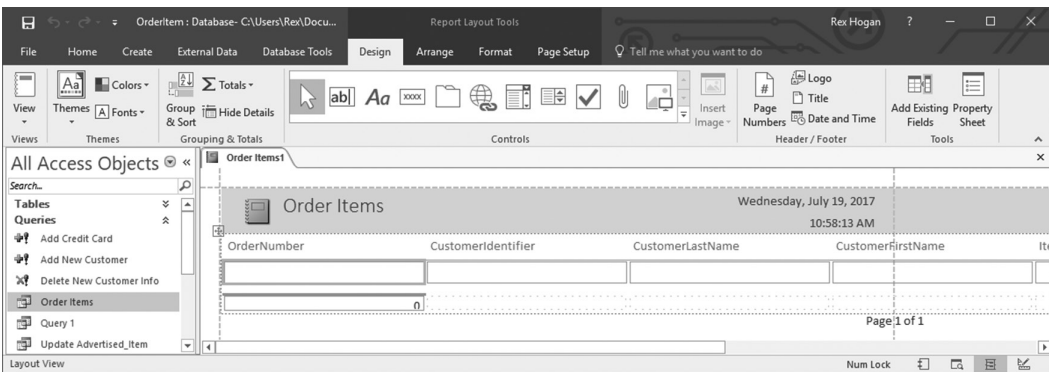 OrderItem : Database- C:\Users\Rex\Docu... Report Layout Tools Rex Hogan ?
File Home Create External Data Database Tools Design Arrange Format Page Setup Tell me what you want to do
View Themes Aa Colors Fonts A Group & Sort Totals Hide Details ab Aa xxxx Insert Image Page Numbers # Logo Title Date and Time Add Existing Fields Property Sheet
Views Themes Grouping & Totals Controls Header / Footer Tools
All Access Objects «
Search...
Tables
Queries
Add Credit Card
Add New Customer
Delete New Customer Info
Order Items
Query 1
Update Advertised_Item
Order Items1
Order Items
Wednesday, July 19, 2017
10:58:13 AM
OrderNumber CustomerIdentifier CustomerLastName CustomerFirstName Ite
0
Page 1 of 1
Layout View Num Lock